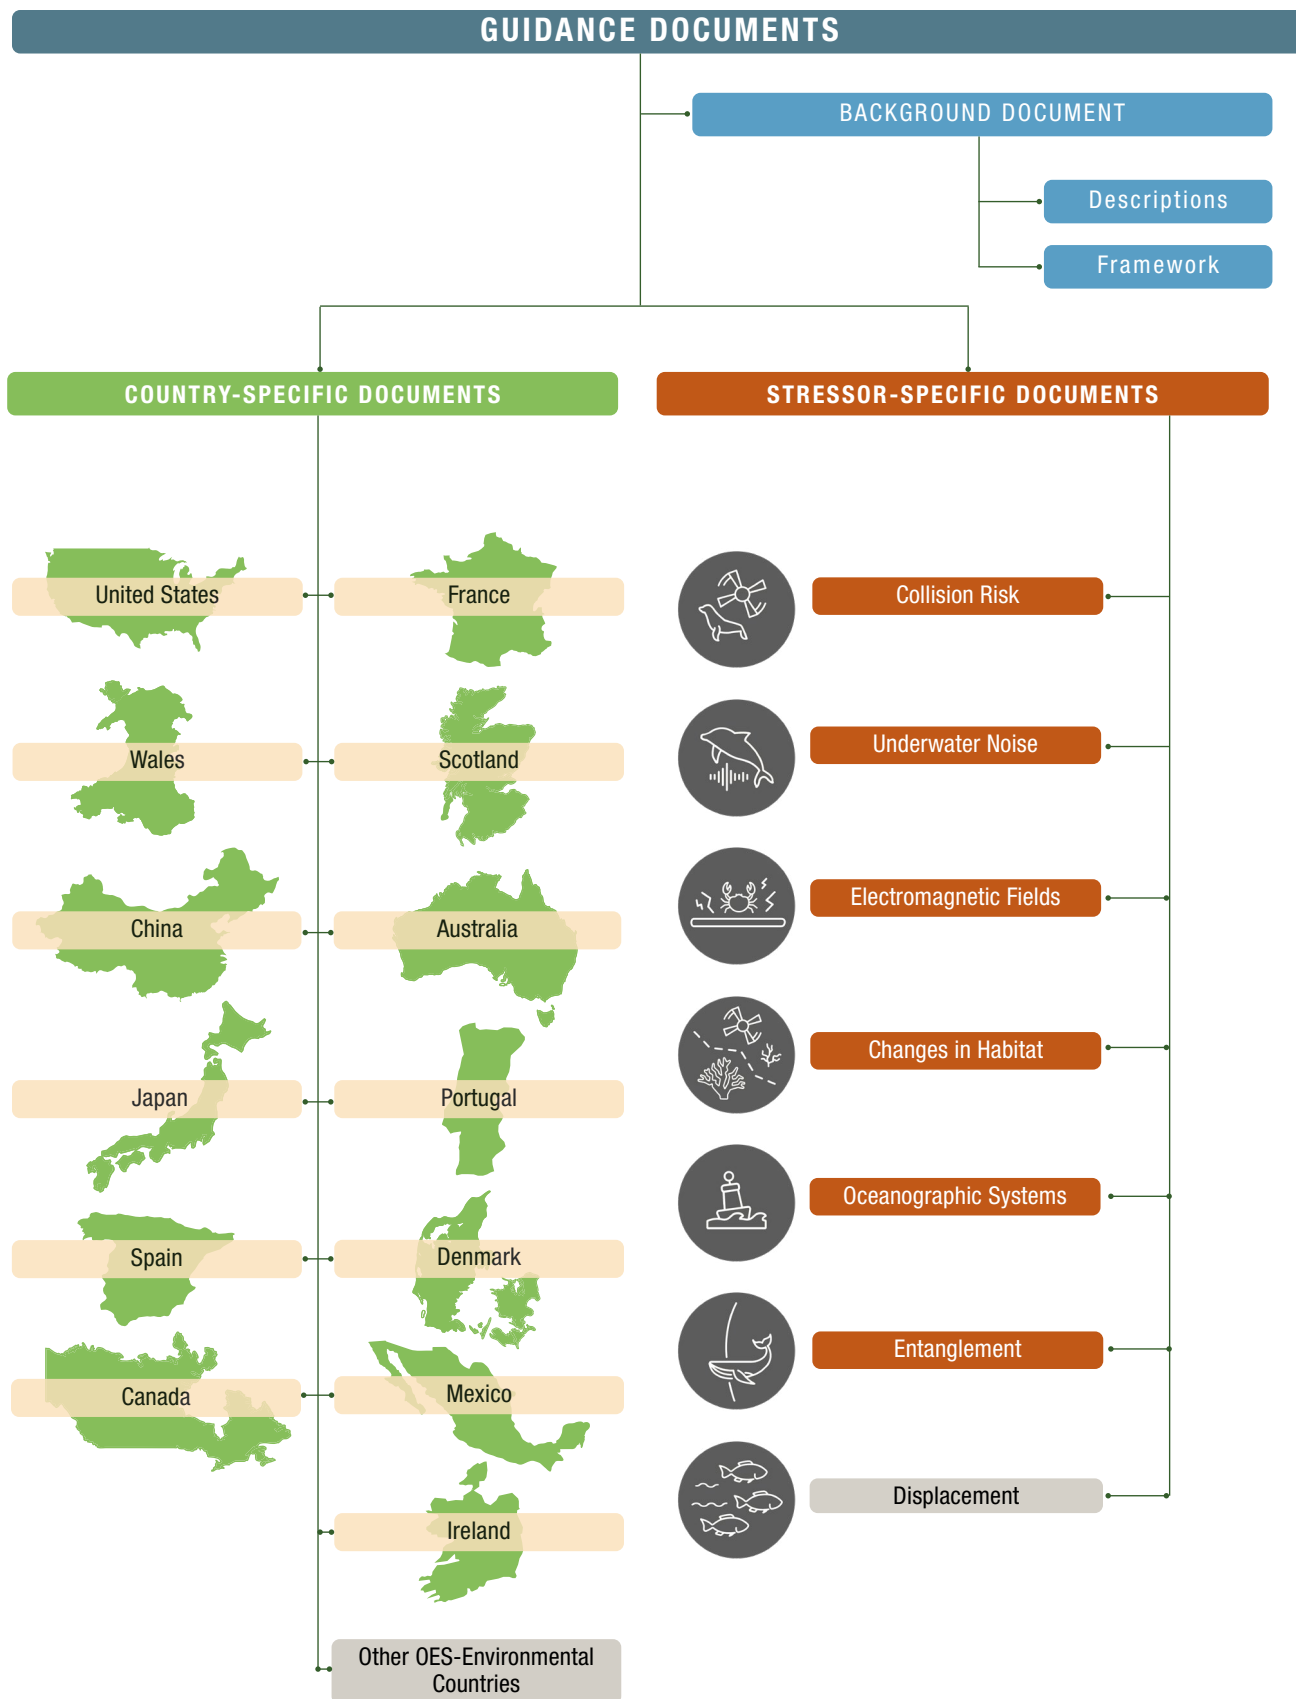 GUIDANCE DOCUMENTS
BACKGROUND DOCUMENT
Descriptions
Framework
COUNTRY-SPECIFIC DOCUMENTS
STRESSOR-SPECIFIC DOCUMENTS
United States
France
Wales
Scotland
China
Australia
Japan
Portugal
Spain
Denmark
Canada
Mexico
Ireland
Other OES-Environmental
Countries
Collision Risk
Underwater Noise
Electromagnetic Fields
Changes in Habitat
Oceanographic Systems
Entanglement
Displacement